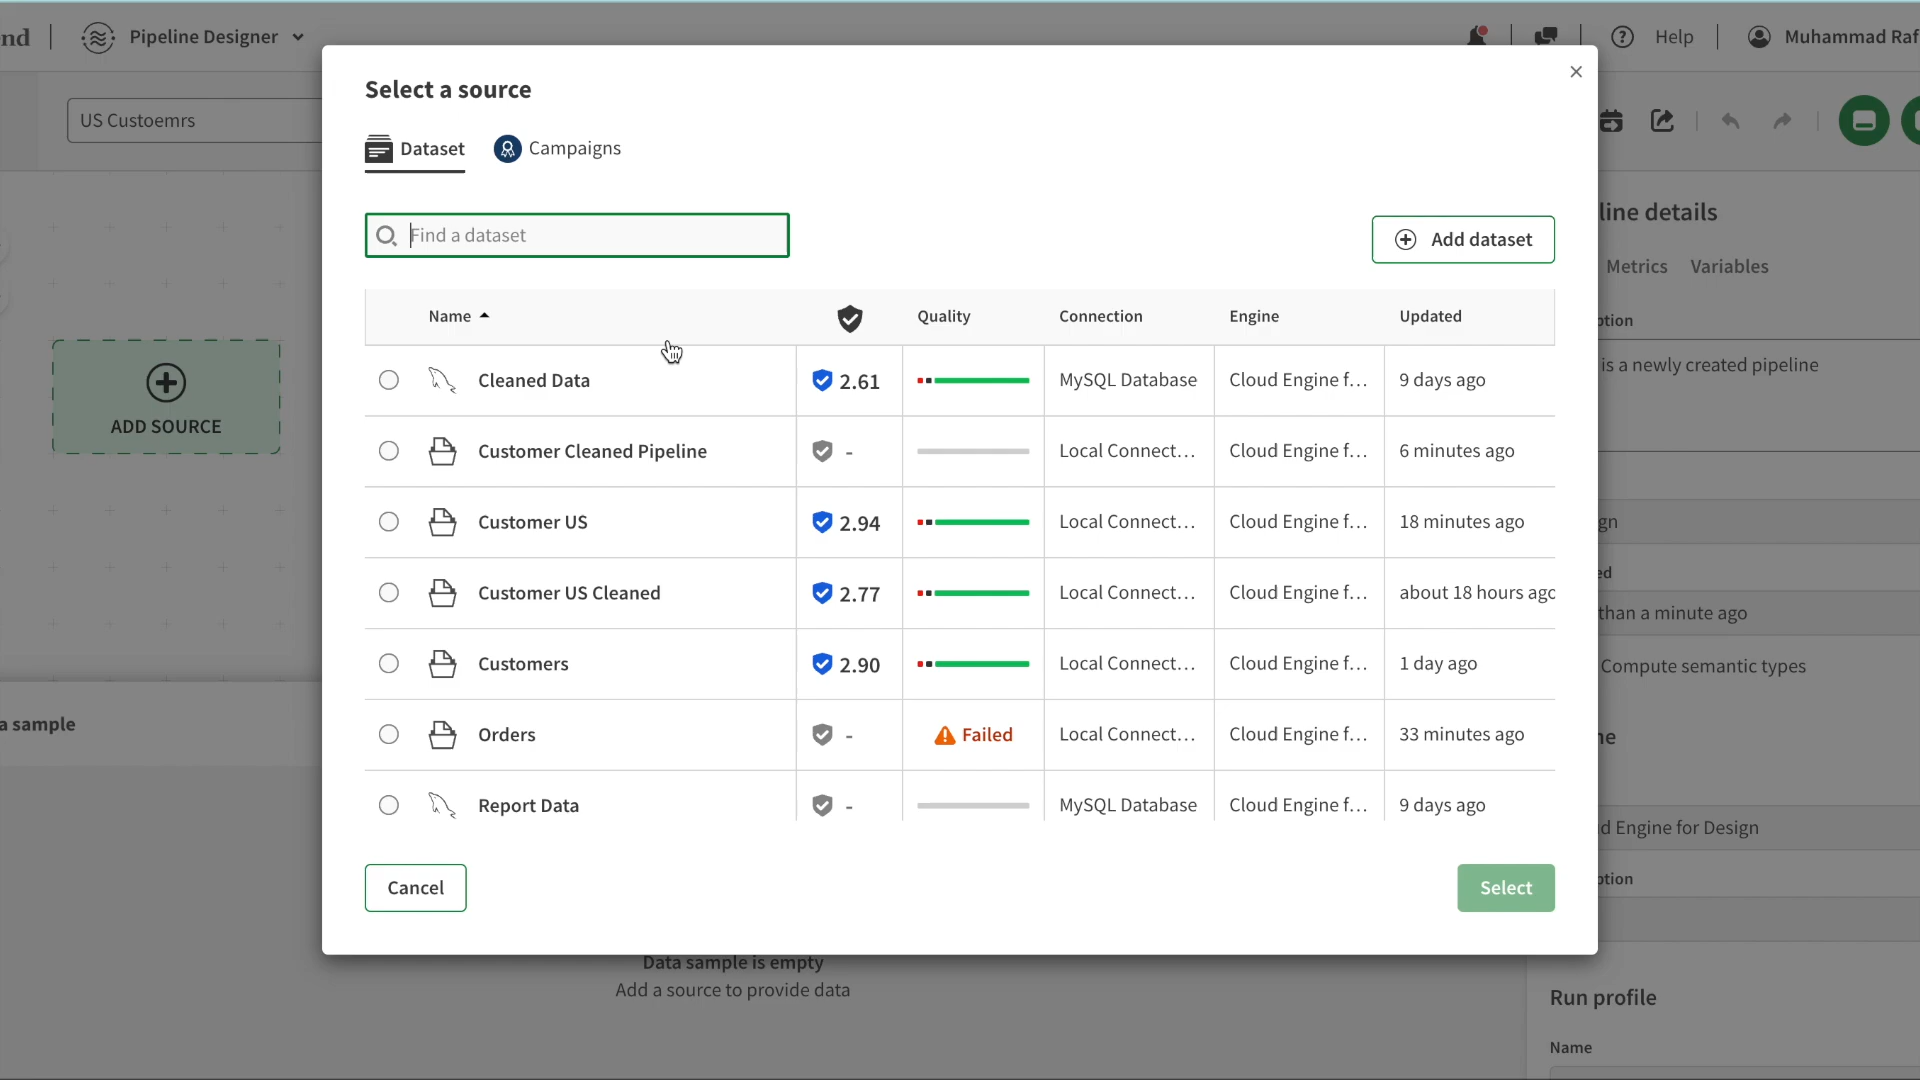 nd
Pipeline Designer
Help
Muhammad Raf
US Custoemrs
Select a source
Dataset
Campaigns
Find a dataset
Add dataset
Name Quality Connection Engine Updated
Cleaned Data 2.61 MySQL Database Cloud Engine f... 9 days ago
Customer Cleaned Pipeline - Local Connect... Cloud Engine f... 6 minutes ago
Customer US 2.94 Local Connect... Cloud Engine f... 18 minutes ago
Customer US Cleaned 2.77 Local Connect... Cloud Engine f... about 18 hours ago
Customers 2.90 Local Connect... Cloud Engine f... 1 day ago
Orders - Failed Local Connect... Cloud Engine f... 33 minutes ago
Report Data - MySQL Database Cloud Engine f... 9 days ago
Cancel
Select
ADD SOURCE
a sample
Data sample is empty
Add a source to provide data
line details
Metrics Variables
ption
is a newly created pipeline
gn
ed
than a minute ago
Compute semantic types
ne
d Engine for Design
ption
Run profile
Name